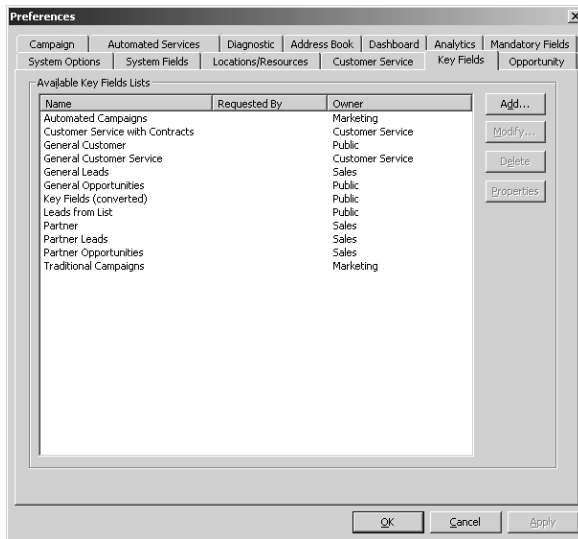 Preferences
Campaign Automated Services Diagnostic Address Book Dashboard Analytics Mandatory Fields
System Options System Fields Locations/Resources Customer Service Key Fields Opportunity
Available Key Fields Lists
Name Requested By Owner
Automated Campaigns Marketing
Customer Service with Contracts Customer Service
General Customer Public
General Customer Service Customer Service
General Leads Sales
General Opportunities Public
Key Fields (converted) Public
Leads from List Public
Partner Sales
Partner Leads Sales
Partner Opportunities Sales
Traditional Campaigns Marketing
Add...
Modify...
Delete
Properties
OK Cancel Apply